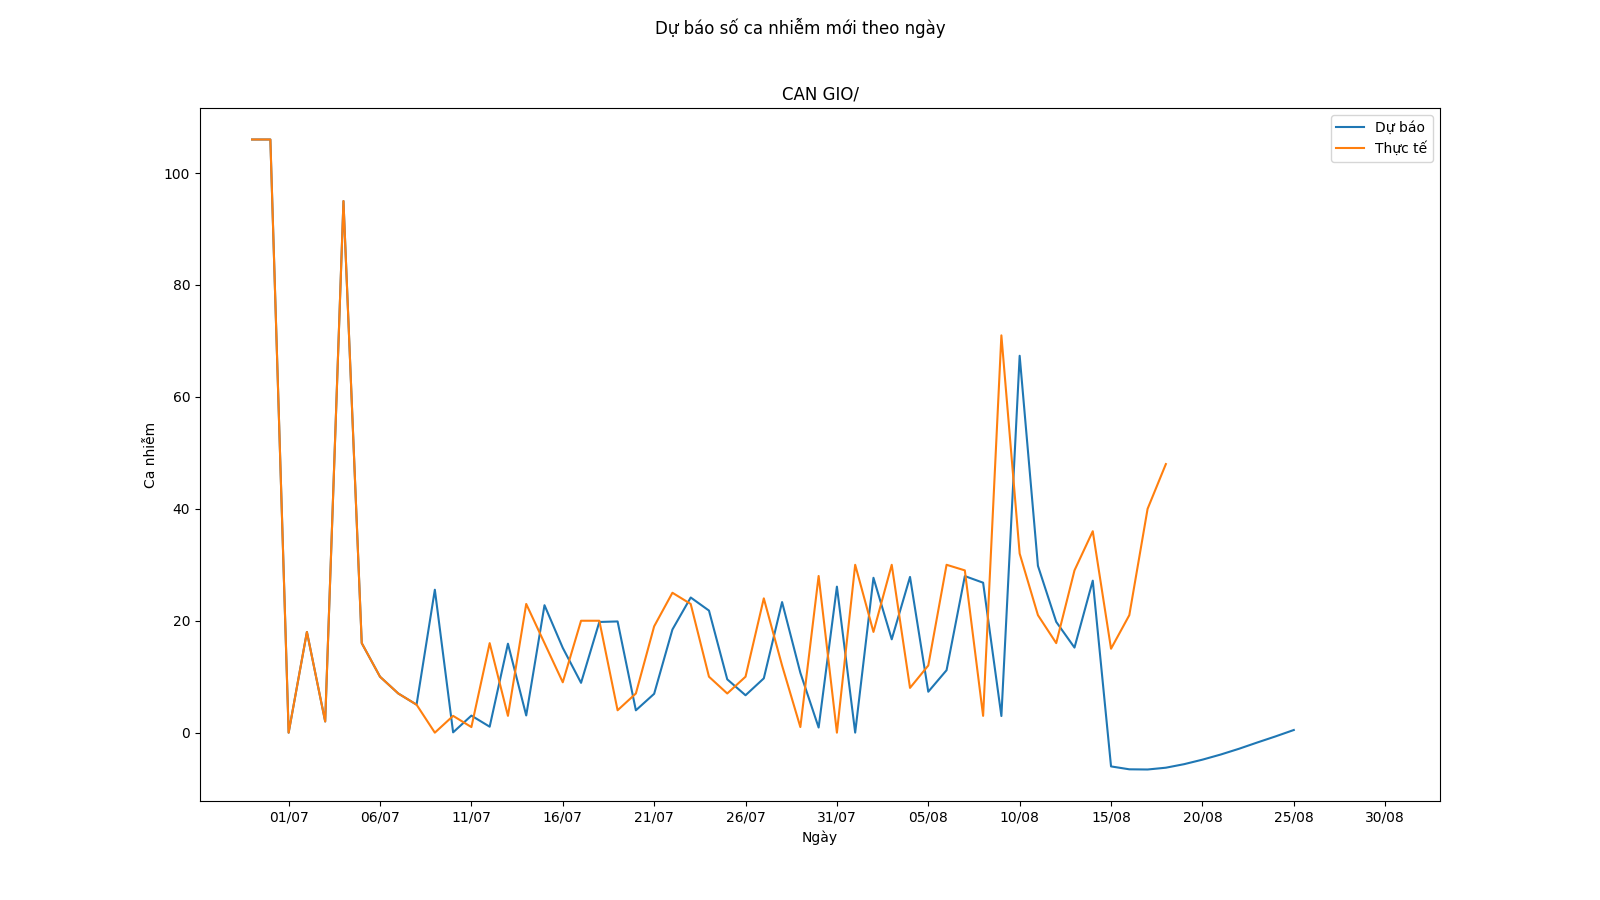 Dự báo số ca nhiễm mới theo ngày
CAN GIO/
Dự báo
Thực tế
100
80
60
40
20
0
Ca nhiễm
01/07 06/07 11/07 16/07 21/07 26/07 31/07 05/08 10/08 15/08 20/08 25/08 30/08
Ngày